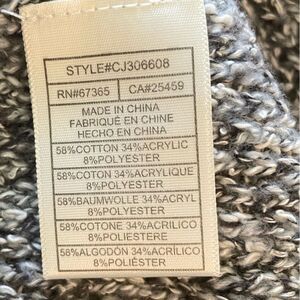 STYLE#CJ306608
RN#67365 CA#25459
MADE IN CHINA
FABRIQUÉ EN CHINE
HECHO EN CHINA
58%COTTON 34%ACRYLIC
8%POLYESTER
58%COTON 34%ACRYLIQUE
8%POLYESTER
58%BAUMWOLLE 34%ACRYL
8%POLYESTER
58%COTONE 34%ACRILICO
8%POLIESTERE
58%ALGODÓN 34%ACRÍLICO
8%POLIÉSTER